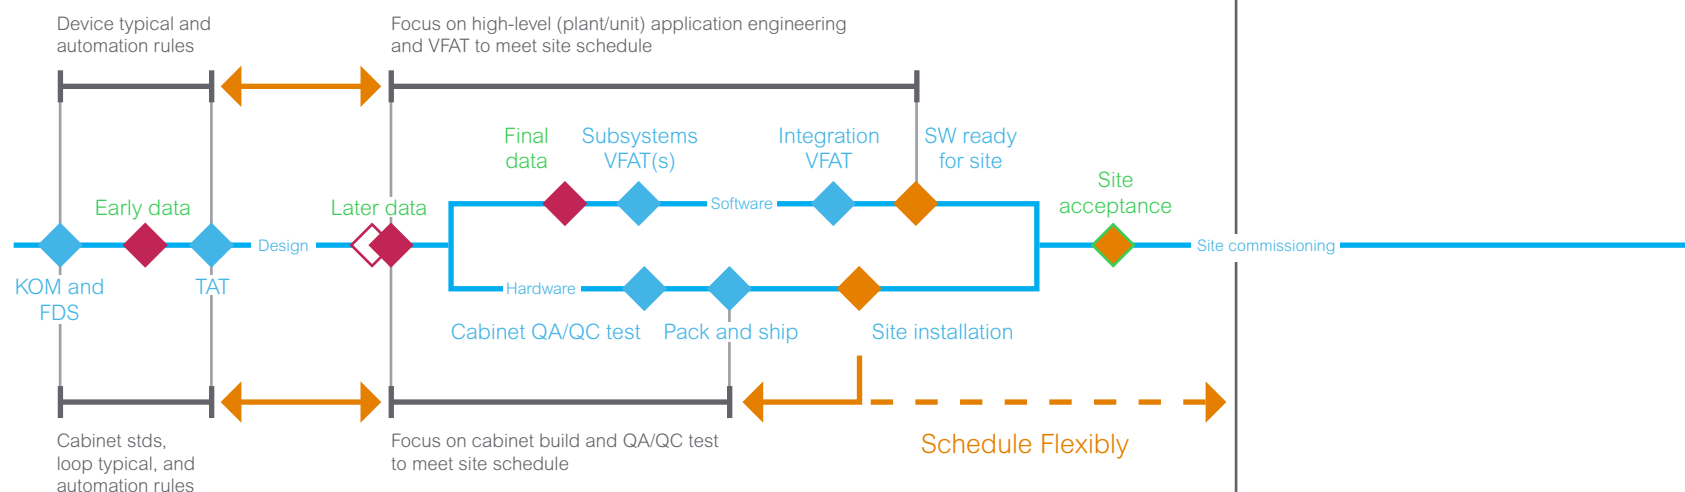 Device typical and
automation rules
Focus on high-level (plant/unit) application engineering
and VFAT to meet site schedule
Final
data
Subsystems
VFAT(s)
Integration
VFAT
SW ready
for site
Site
acceptance
Early data
Later data
Software
Design
Site commissioning
KOM and
FDS
TAT
Hardware
Cabinet QA/QC test
Pack and ship
Site installation
Cabinet stds,
loop typical, and
automation rules
Focus on cabinet build and QA/QC test
to meet site schedule
Schedule Flexibly